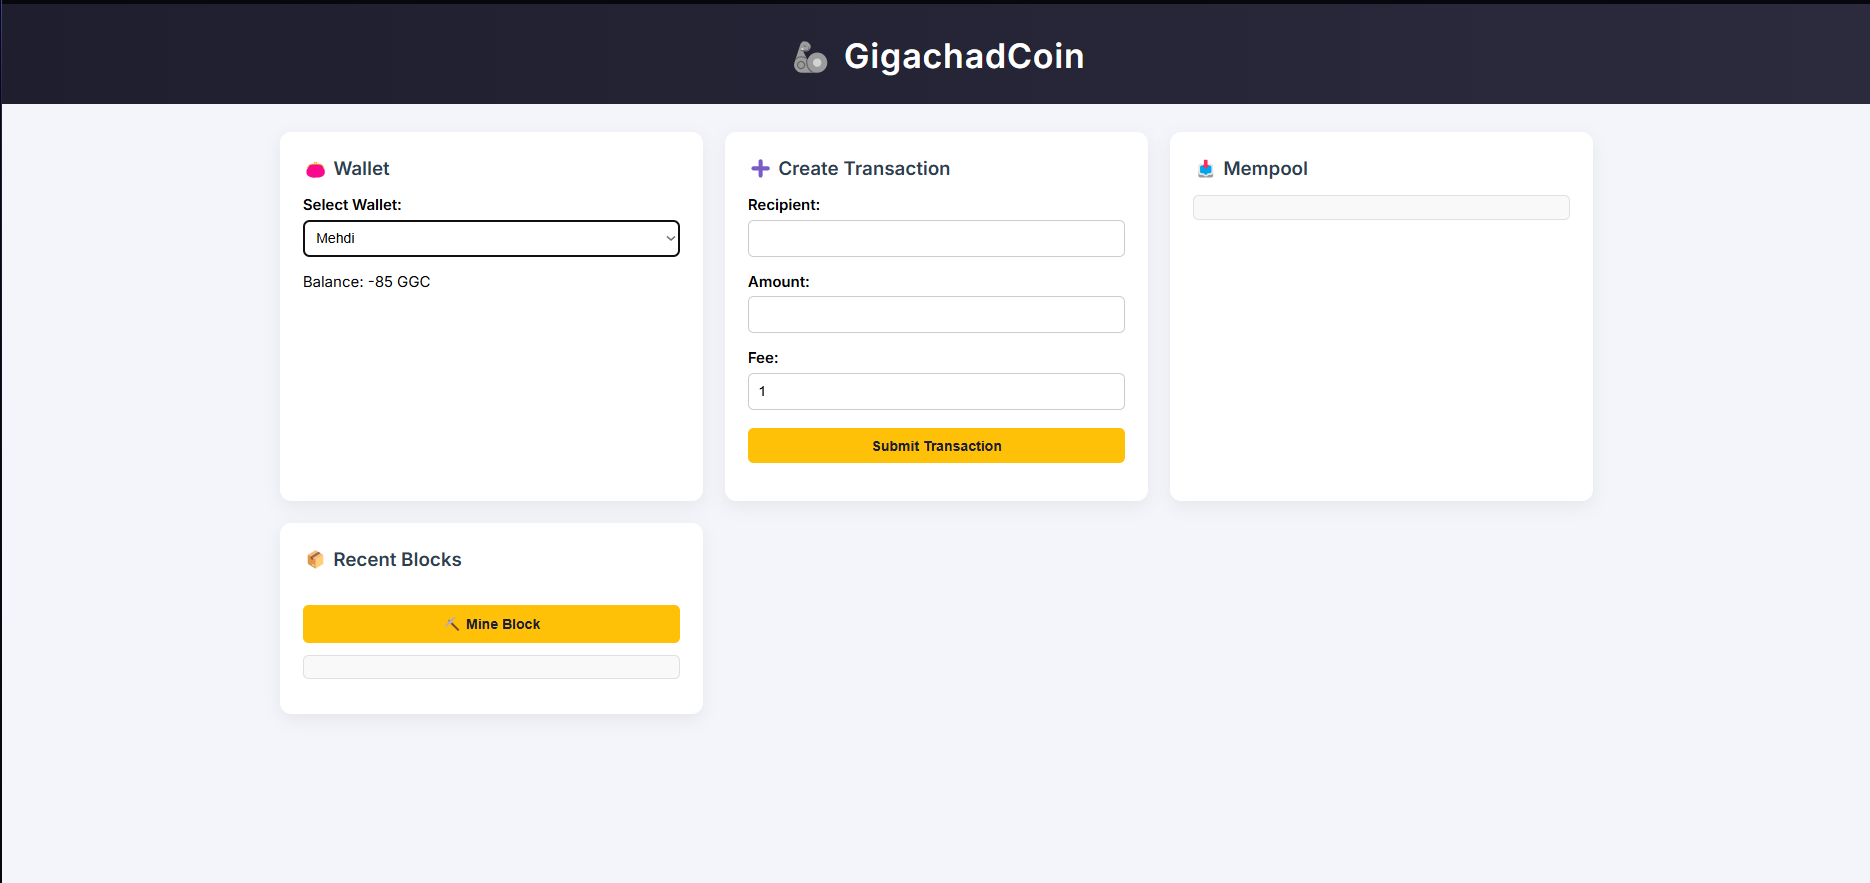 GigachadCoin
Wallet
Select Wallet:
Mehdi
Balance: -85 GGC
Create Transaction
Recipient:
Amount:
Fee:
1
Submit Transaction
Mempool
Recent Blocks
Mine Block